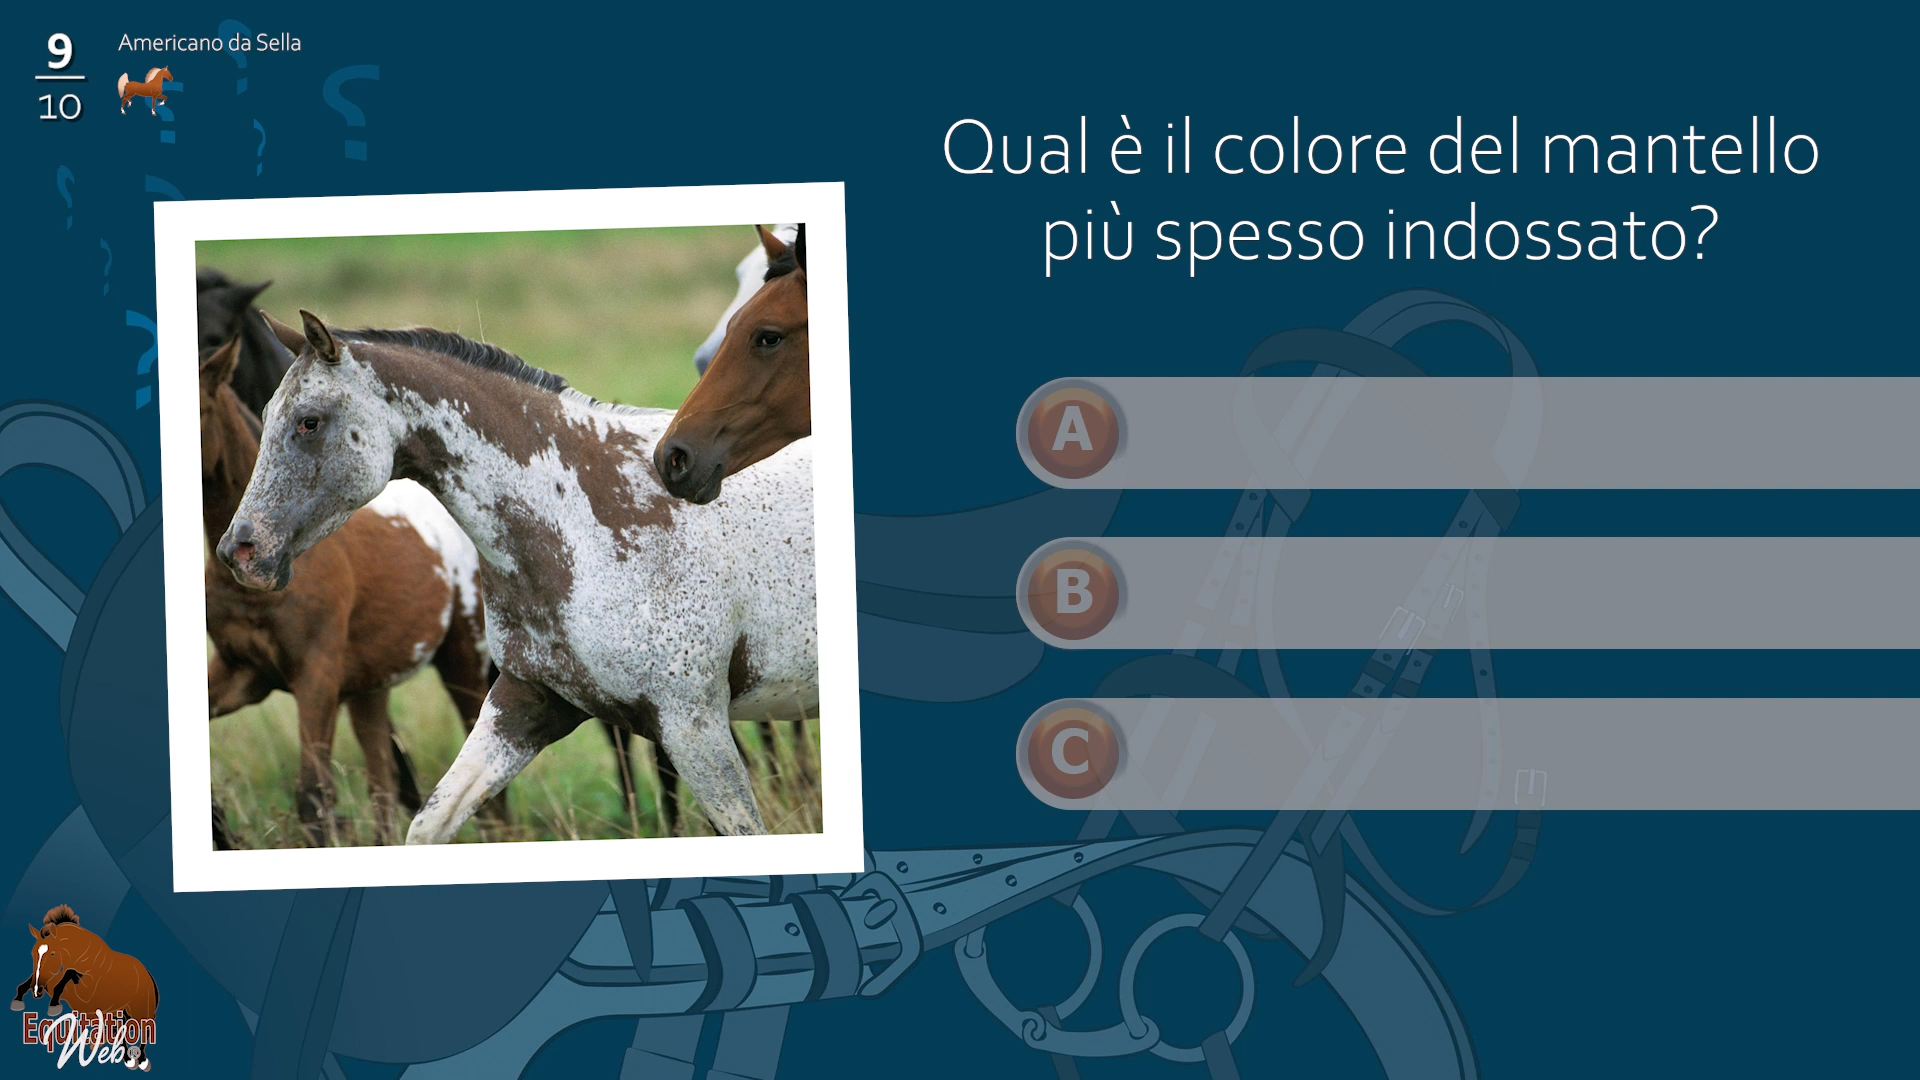 9
10
Americano da Sella
Qual è il colore del mantello
più spesso indossato?
A
B
C
Equitation
Web